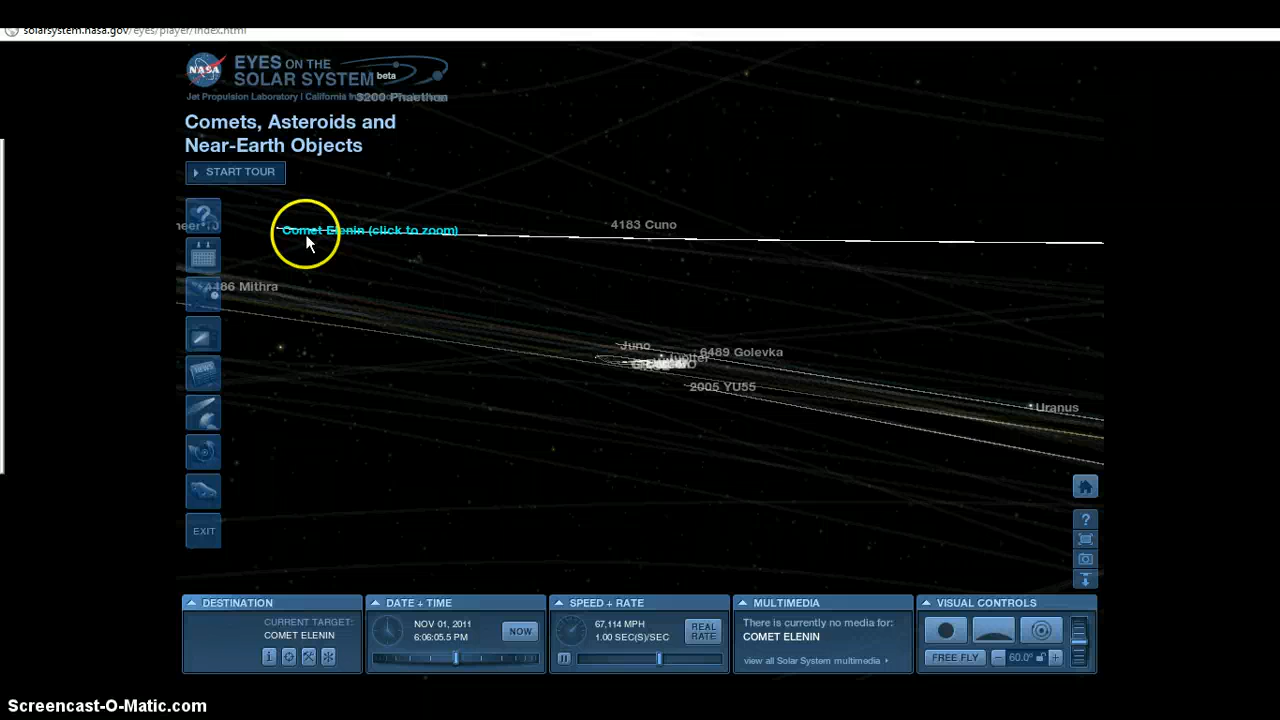 solarsystem.nasa.gov/eyes/player/index.html
NASA
EYES ON THE
SOLAR SYSTEM beta
Jet Propulsion Laboratory | California
3200 Phaethon
Comets, Asteroids and
Near-Earth Objects
START TOUR
4183 Cuno
Comet Elenin (click to zoom)
4486 Mithra
Juno
Jupiter
6489 Golevka
2005 YU55
Uranus
?
EXIT
?
DESTINATION
CURRENT TARGET:
COMET ELENIN
DATE + TIME
NOV 01, 2011
6:06:05.5 PM
NOW
SPEED + RATE
67,114 MPH
1.00 SEC(S)/SEC
REAL
RATE
MULTIMEDIA
There is currently no media for:
COMET ELENIN
view all Solar System multimedia
VISUAL CONTROLS
FREE FLY
60.0°
Screencast-O-Matic.com